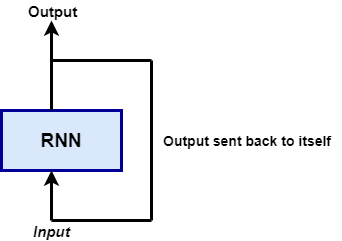 Output
RNN
Output sent back to itself
Input